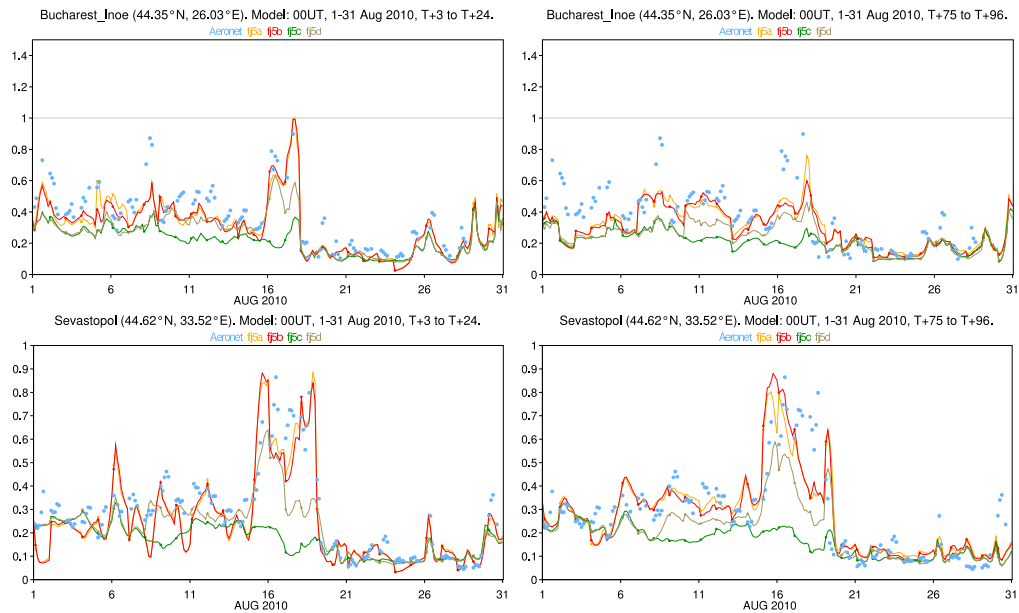 Bucharest_Inoe (44.35°N, 26.03°E). Model: 00UT, 1-31 Aug 2010, T+3 to T+24.
Aeronet fj5a fj5b fj5c fj5d
1.4
1.2
1
0.8
0.6
0.4
0.2
0
1 6 11 16 21 26 31
AUG 2010
Bucharest_Inoe (44.35°N, 26.03°E). Model: 00UT, 1-31 Aug 2010, T+75 to T+96.
Aeronet fj5a fj5b fj5c fj5d
1.4
1.2
1
0.8
0.6
0.4
0.2
0
1 6 11 16 21 26 31
AUG 2010
Sevastopol (44.62°N, 33.52°E). Model: 00UT, 1-31 Aug 2010, T+3 to T+24.
Aeronet fj5a fj5b fj5c fj5d
1
0.9
0.8
0.7
0.6
0.5
0.4
0.3
0.2
0.1
0
1 6 11 16 21 26 31
AUG 2010
Sevastopol (44.62°N, 33.52°E). Model: 00UT, 1-31 Aug 2010, T+75 to T+96.
Aeronet fj5a fj5b fj5c fj5d
1
0.9
0.8
0.7
0.6
0.5
0.4
0.3
0.2
0.1
0
1 6 11 16 21 26 31
AUG 2010